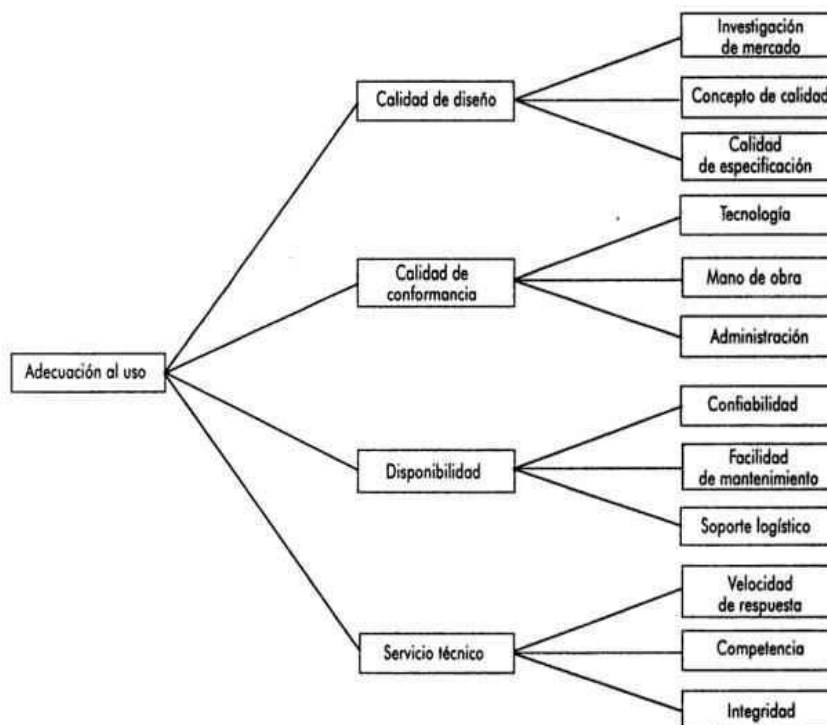 Investigación
de mercado
Calidad de diseño
Concepto de calidad
Calidad
de especificación
Tecnología
Calidad de
conformancia
Mano de obra
Administración
Adecuación al uso
Confiabilidad
Disponibilidad
Facilidad
de mantenimiento
Soporte logístico
Velocidad
de respuesta
Servicio técnico
Competencia
Integridad